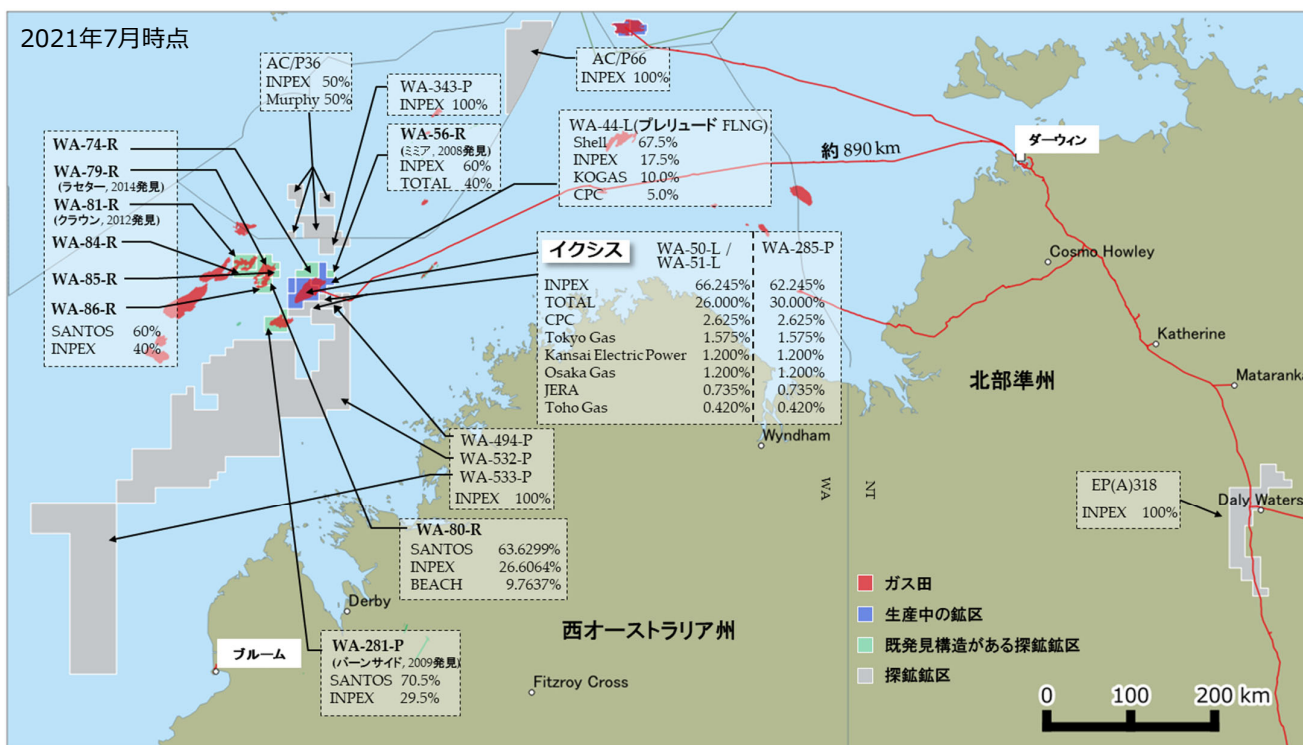 2021年7月時点
AC/P36
INPEX 50%
Murphy 50%
WA-343-P
INPEX 100%
WA-56-R
(ミミア, 2008発見)
INPEX 60%
TOTAL 40%
AC/P66
INPEX 100%
WA-44-L(プレリュード FLNG)
Shell 67.5%
INPEX 17.5%
KOGAS 10.0%
CPC 5.0%
約 890 km
ダーウィン
WA-74-R
WA-79-R
(ラセター, 2014発見)
WA-81-R
(クラウン, 2012発見)
WA-84-R
WA-85-R
WA-86-R
SANTOS 60%
INPEX 40%
イクシス WA-50-L / WA-285-P
WA-51-L
INPEX 66.245% 62.245%
TOTAL 26.000% 30.000%
CPC 2.625% 2.625%
Tokyo Gas 1.575% 1.575%
Kansai Electric Power 1.200% 1.200%
Osaka Gas 1.200% 1.200%
JERA 0.735% 0.735%
Toho Gas 0.420% 0.420%
Cosmo Howley
Katherine
Mataranka
北部準州
Wyndham
WA NT
WA-494-P
WA-532-P
WA-533-P
INPEX 100%
EP(A)318
INPEX 100%
Daly Waters
WA-80-R
SANTOS 63.6299%
INPEX 26.6064%
BEACH 9.7637%
Derby
西オーストラリア州
ブルーム
WA-281-P
(バーンサイド, 2009発見)
SANTOS 70.5%
INPEX 29.5%
Fitzroy Cross
ガス田
生産中の鉱区
既発見構造がある探鉱鉱区
探鉱鉱区
0 100 200 km